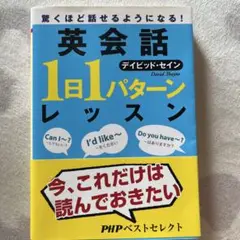 驚くほど話せるようになる!
英会話
デイビッド・セイン
David Thayne
1日1パターン
レッスン
Can I〜?
I'd like〜
Do you have〜?
今、これだけは
読んでおきたい
PHPベストセレクト